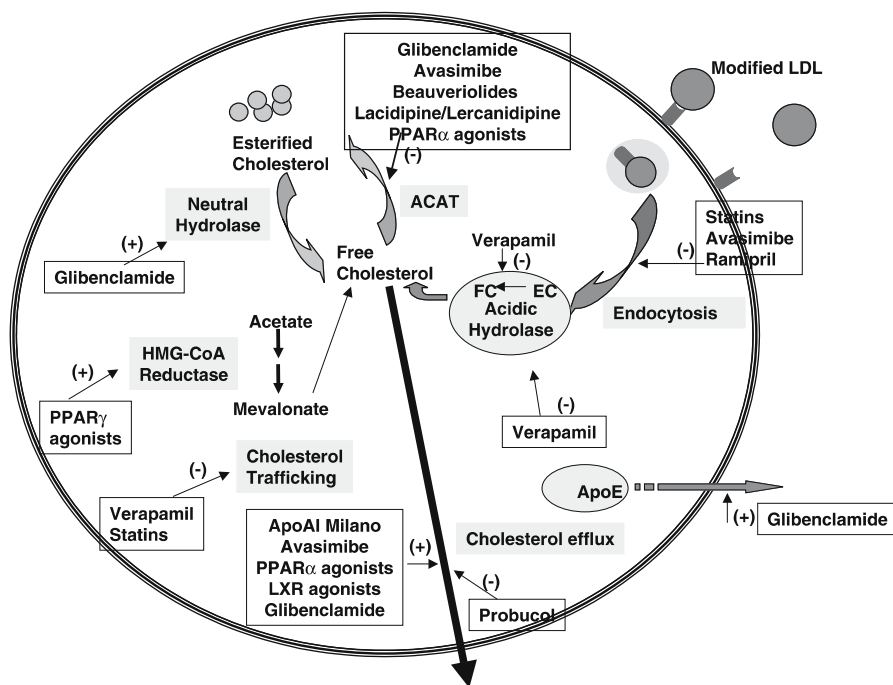 Glibenclamide
Avasimibe
Beauveriolides
Lacidipine/Lercanidipine
PPARα agonists
(-)
Modified LDL
Esterified
Cholesterol
Neutral
Hydrolase
ACAT
(+)
Glibenclamide
Free
Cholesterol
Verapamil
(-)
FC EC
Acidic
Hydrolase
Statins
Avasimibe
Ramipril
(-)
Endocytosis
Acetate
HMG-CoA
Reductase
(+)
PPARγ
agonists
Mevalonate
(-)
Verapamil
Cholesterol
Trafficking
(-)
Verapamil
Statins
ApoE
(+)
Glibenclamide
ApoAI Milano
Avasimibe
PPARα agonists
LXR agonists
Glibenclamide
(+)
Cholesterol efflux
(-)
Probucol